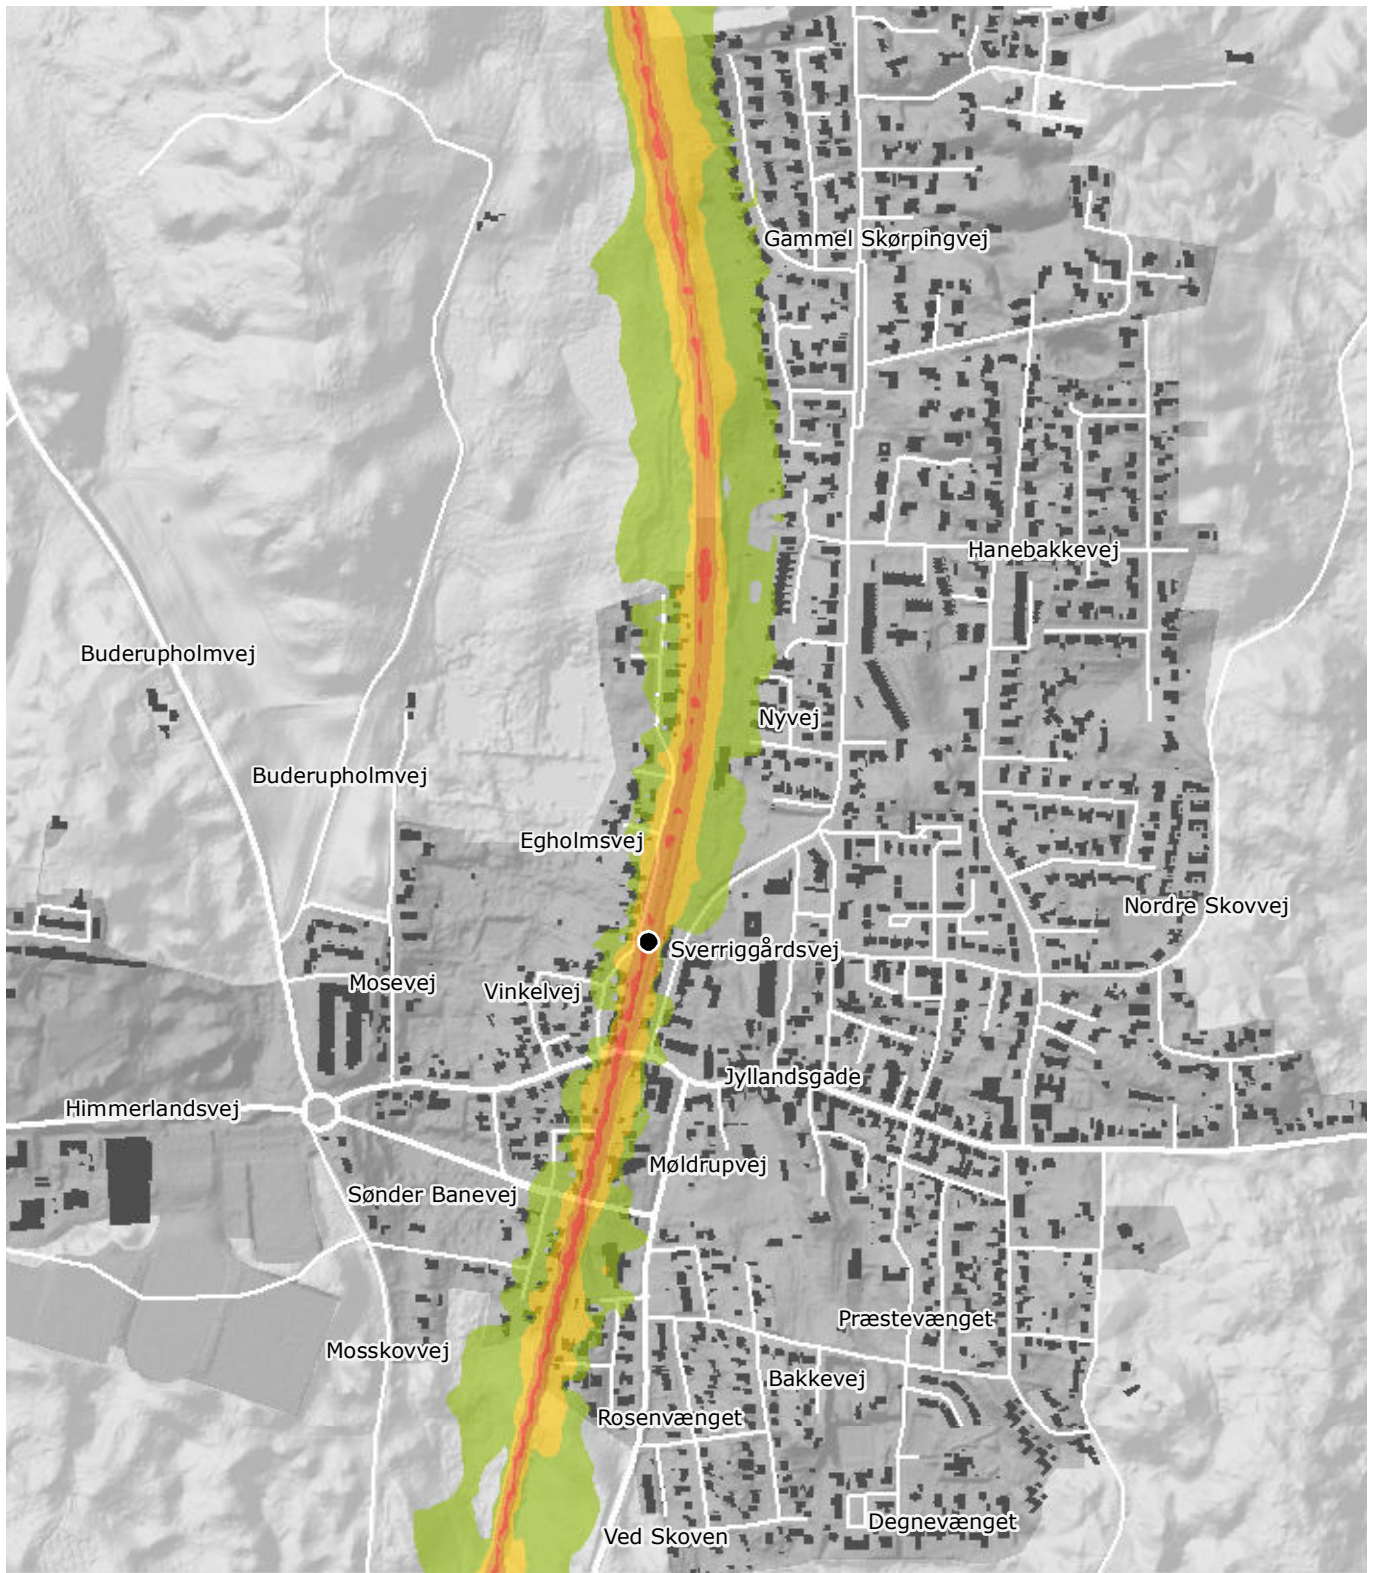 Gammel Skørpingvej
Hanebakkevej
Buderupholmvej
Nyvej
Buderupholmvej
Egholmsvej
Nordre Skovvej
Sverriggårdsvej
Mosevej
Vinkelvej
Jyllandsgade
Himmerlandsvej
Møldrupvej
Sønder Banevej
Præstevænget
Mosskovvej
Bakkevej
Rosenvænget
Degnevænget
Ved Skoven